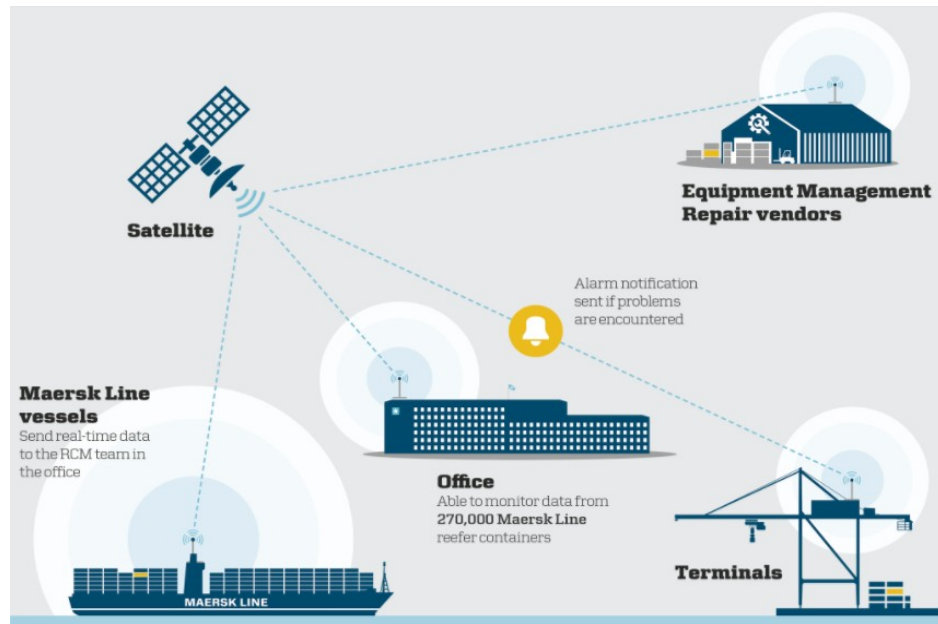 Satellite
Equipment Management
Repair vendors
Alarm notification
sent if problems
are encountered
Maersk Line
vessels
Send real-time data
to the RCM team in
the office
Office
Able to monitor data from
270,000 Maersk Line
reefer containers
Terminals
MAERSK LINE